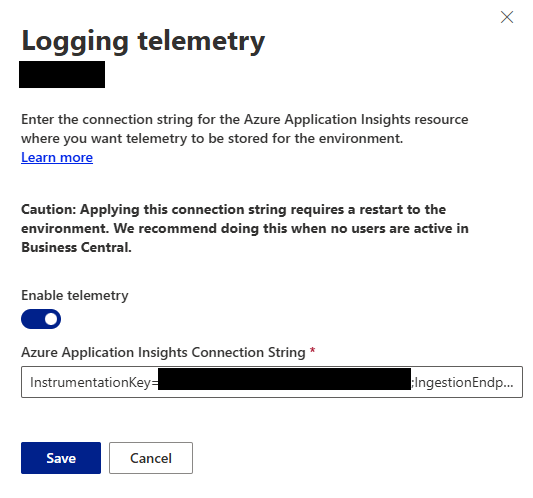 Logging telemetry
Enter the connection string for the Azure Application Insights resource
where you want telemetry to be stored for the environment.
Learn more
Caution: Applying this connection string requires a restart to the
environment. We recommend doing this when no users are active in
Business Central.
Enable telemetry
Azure Application Insights Connection String *
InstrumentationKey= ;IngestionEndp...
Save Cancel